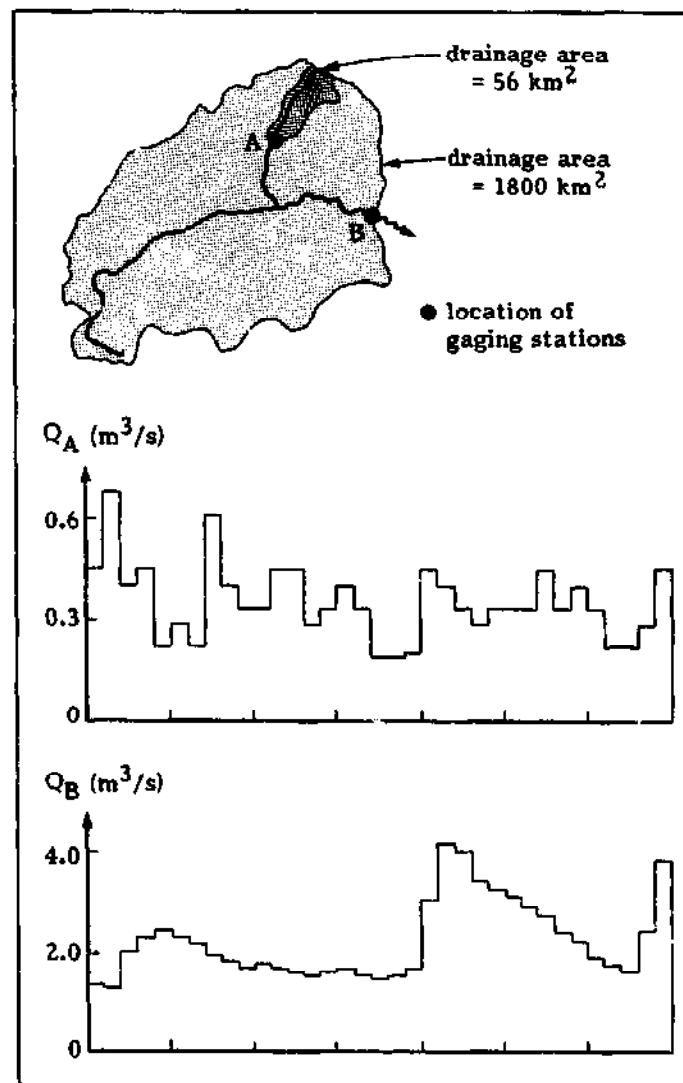 drainage area
= 56 km²
A
drainage area
= 1800 km²
B
● location of
gaging stations
Q_A (m³/s)
0.6
0.3
0
Q_B (m³/s)
4.0
2.0
0